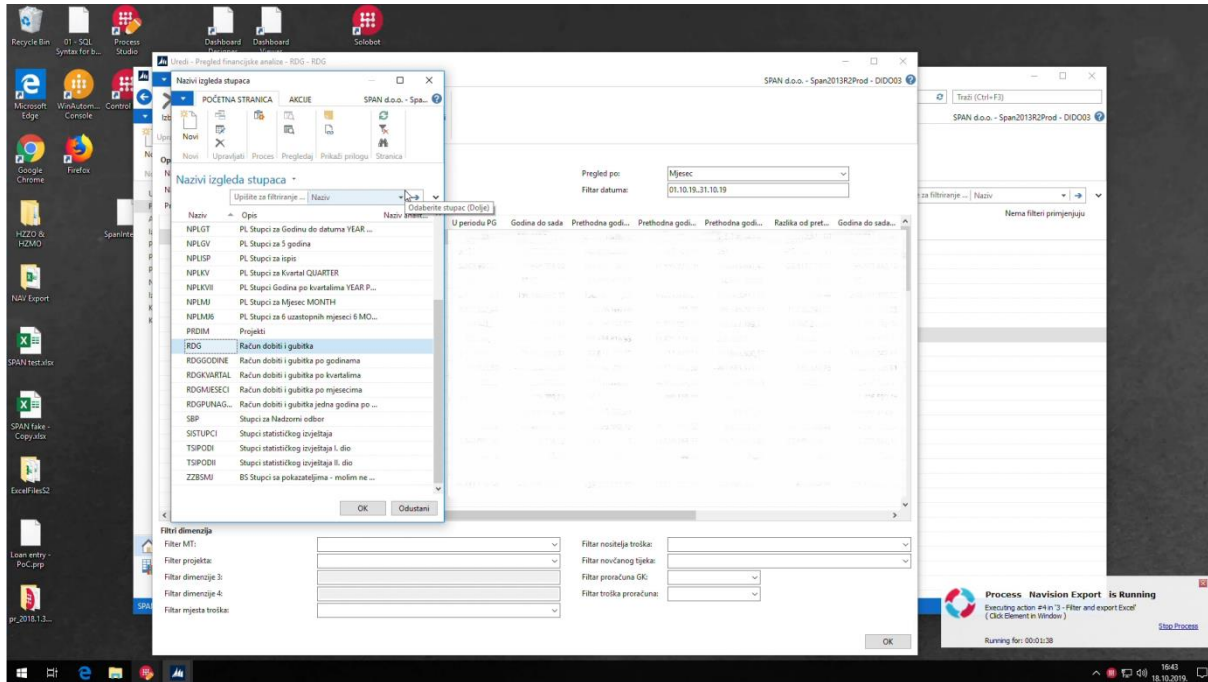 Recycle Bin
01 - SQL Syntax for b...
Process Studio
Dashboard Designer
Dashboard Viewer
Solobot
Microsoft Edge
WinAutom... Console
Control
Google Chrome
Firefox
HZZO & HZMO
SpanInte
NAV Export
SPAN test.xlsx
SPAN fake - Copy.xlsx
ExcelFilesS2
Loan entry - PoC.prp
pr_2018.1.3...
Uredi - Pregled financijske analize - RDG - RDG
SPAN d.o.o. - Span2013R2Prod - DIDO03
Nazivi izgleda stupaca
POČETNA STRANICA AKCIJE SPAN d.o.o. - Spa...
Novi
Novi Upravljati Proces Pregledaj Prikaži prilogu Stranica
Nazivi izgleda stupaca
Upišite za filtriranje ... Naziv
Odaberite stupac (Dolje)
Naziv Opis Naziv analit...
NPLGT PL Stupci za Godinu do datuma YEAR ...
NPLGV PL Stupci za 5 godina
NPLISP PL Stupci za ispis
NPLKV PL Stupci za Kvartal QUARTER
NPLKVII PL Stupci Godina po kvartalima YEAR P...
NPLMJ PL Stupci za Mjesec MONTH
NPLMJ6 PL Stupci za 6 uzastopnih mjeseci 6 MO...
PRDIM Projekti
RDG Račun dobiti i gubitka
RDGGODINE Račun dobiti i gubitka po godinama
RDGKVARTAL Račun dobiti i gubitka po kvartalima
RDGMJESECI Račun dobiti i gubitka po mjesecima
RDGPUNAG... Račun dobiti i gubitka jedna godina po ...
SBP Stupci za Nadzorni odbor
SISTUPCI Stupci statističkog izvještaja
TSIPODI Stupci statističkog izvještaja I. dio
TSIPODII Stupci statističkog izvještaja II. dio
ZZBSMJ BS Stupci sa pokazateljima - molim ne ...
OK Odustani
Pregled po: Mjesec
Filtar datuma: 01.10.19..31.10.19
U periodu PG Godina do sada Prethodna godi... Prethodna godi... Prethodna godi... Razlika od pret... Godina do sada...
Filtri dimenzija
Filter MT:
Filter projekta:
Filtar dimenzije 3:
Filtar dimenzije 4:
Filtar mjesta troška:
Filtar nositelja troška:
Filtar novčanog tijeka:
Filtar proračuna GK:
Filtar troška proračuna:
OK
Traži (Ctrl+F3)
SPAN d.o.o. - Span2013R2Prod - DIDO03
za filtriranje ... Naziv
Nema filteri primjenjuju
Process Navision Export is Running
Executing action #4 in '3 - Filter and export Excel'
( Click Element in Window )
Stop Process
Running for: 00:01:38
16:43
18.10.2019.